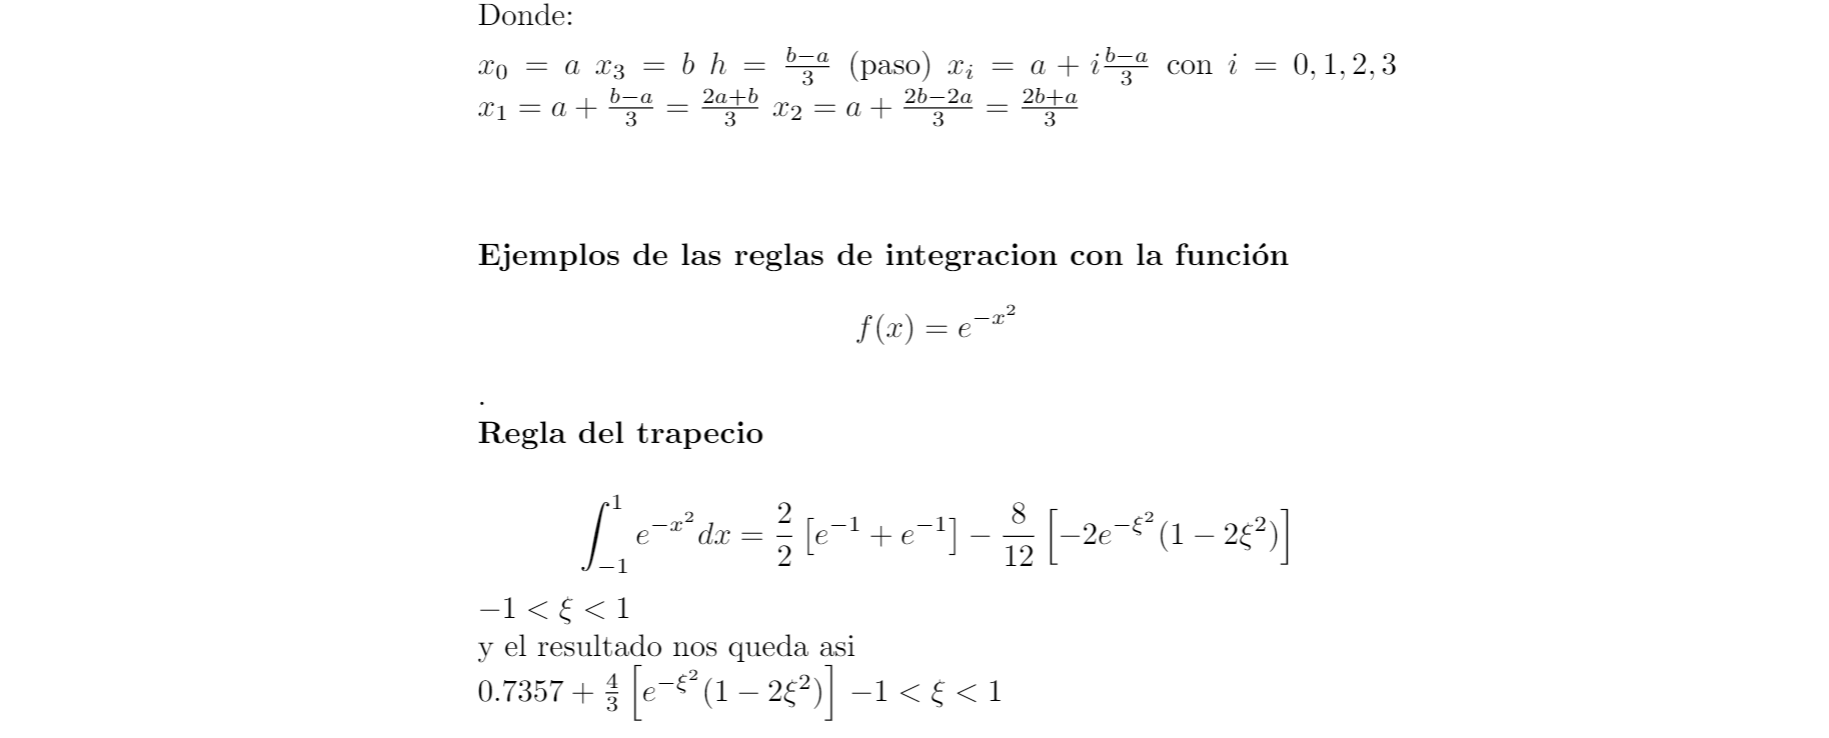 Donde:
$x_0 = a$ $x_3 = b$ $h = \frac{b-a}{3}$ (paso) $x_i = a + i\frac{b-a}{3}$ con $i = 0, 1, 2, 3$
$x_1 = a + \frac{b-a}{3} = \frac{2a+b}{3}$ $x_2 = a + \frac{2b-2a}{3} = \frac{2b+a}{3}$
Ejemplos de las reglas de integracion con la función
$f(x) = e^{-x^2}$
.
Regla del trapecio
$\int_{-1}^{1} e^{-x^2} dx = \frac{2}{2} \left[ e^{-1} + e^{-1} \right] - \frac{8}{12} \left[ -2e^{-\xi^2} (1 - 2\xi^2) \right]$
$-1 < \xi < 1$
y el resultado nos queda asi
$0.7357 + \frac{4}{3} \left[ e^{-\xi^2} (1 - 2\xi^2) \right]$ $-1 < \xi < 1$